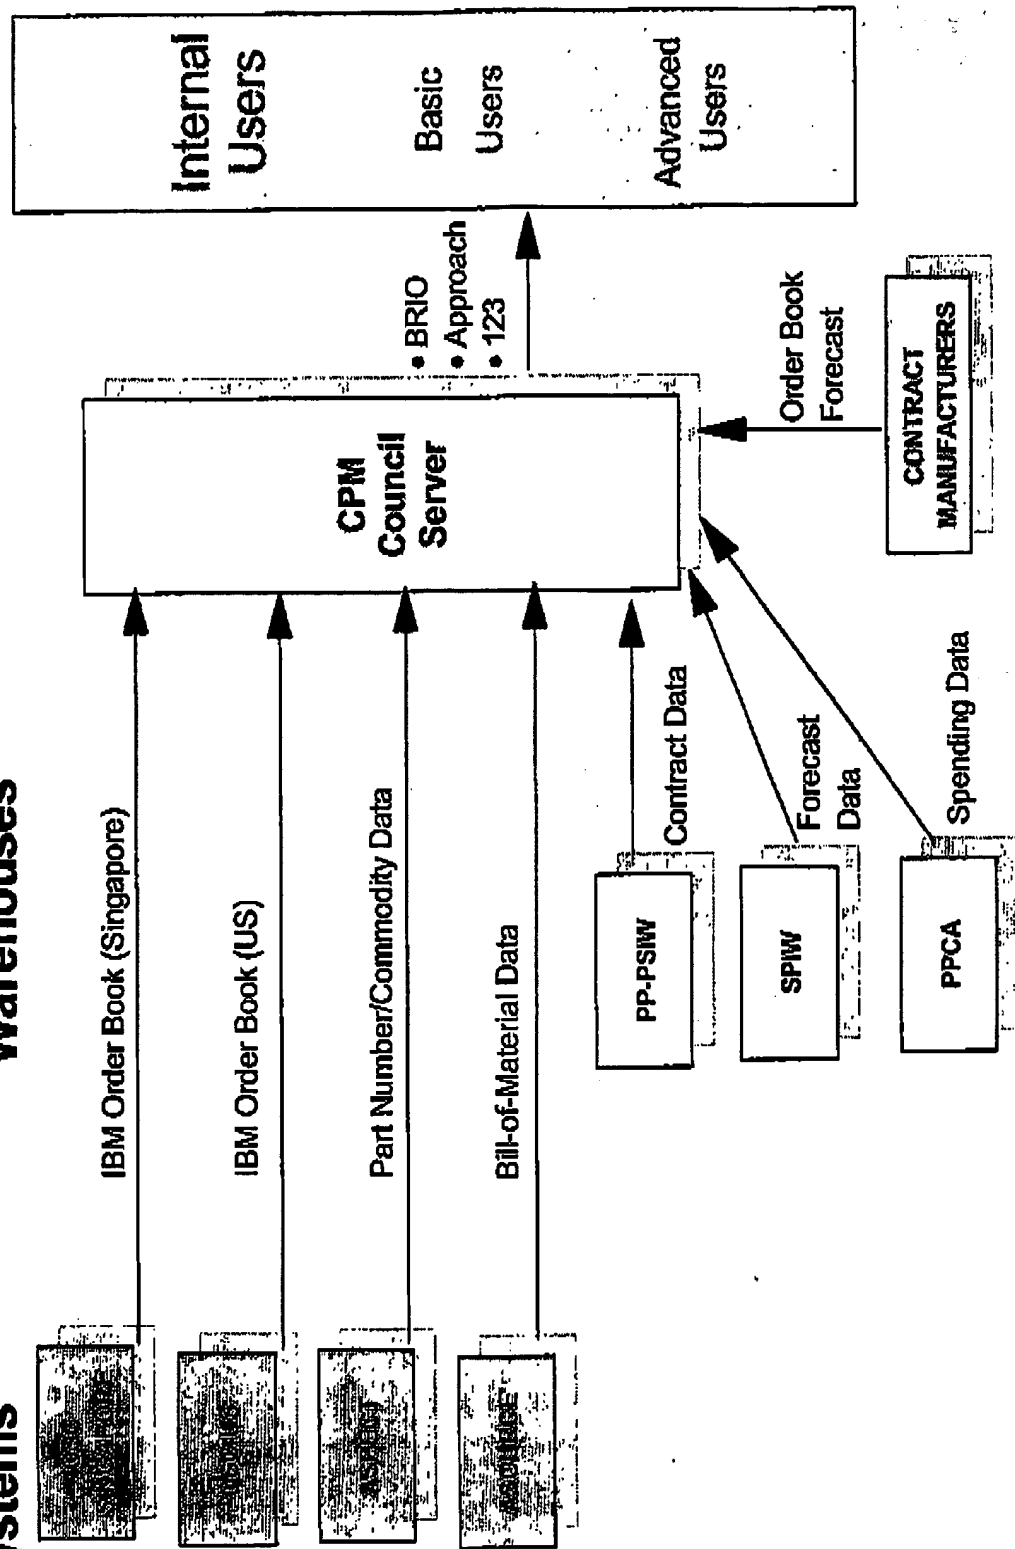 Warehouses
IBM Order Book (Singapore)
IBM Order Book (US)
Part Number/Commodity Data
ASPECT
Bill-of-Material Data
CPM
Council
Server
• BRIO
• Approach
• 123
Internal
Users
Basic
Users
Advanced
Users
PP-PSIW
Contract Data
SPIW
Forecast
Data
PPCA
Spending Data
Order Book
Forecast
CONTRACT
MANUFACTURERS